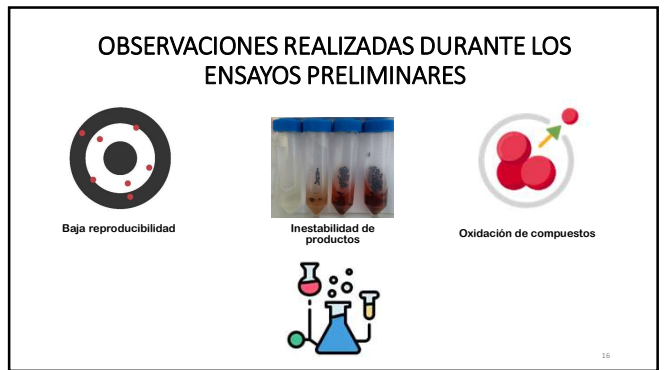 OBSERVACIONES REALIZADAS DURANTE LOS
ENSAYOS PRELIMINARES
Baja reproducibilidad
Inestabilidad de
productos
Oxidación de compuestos
16